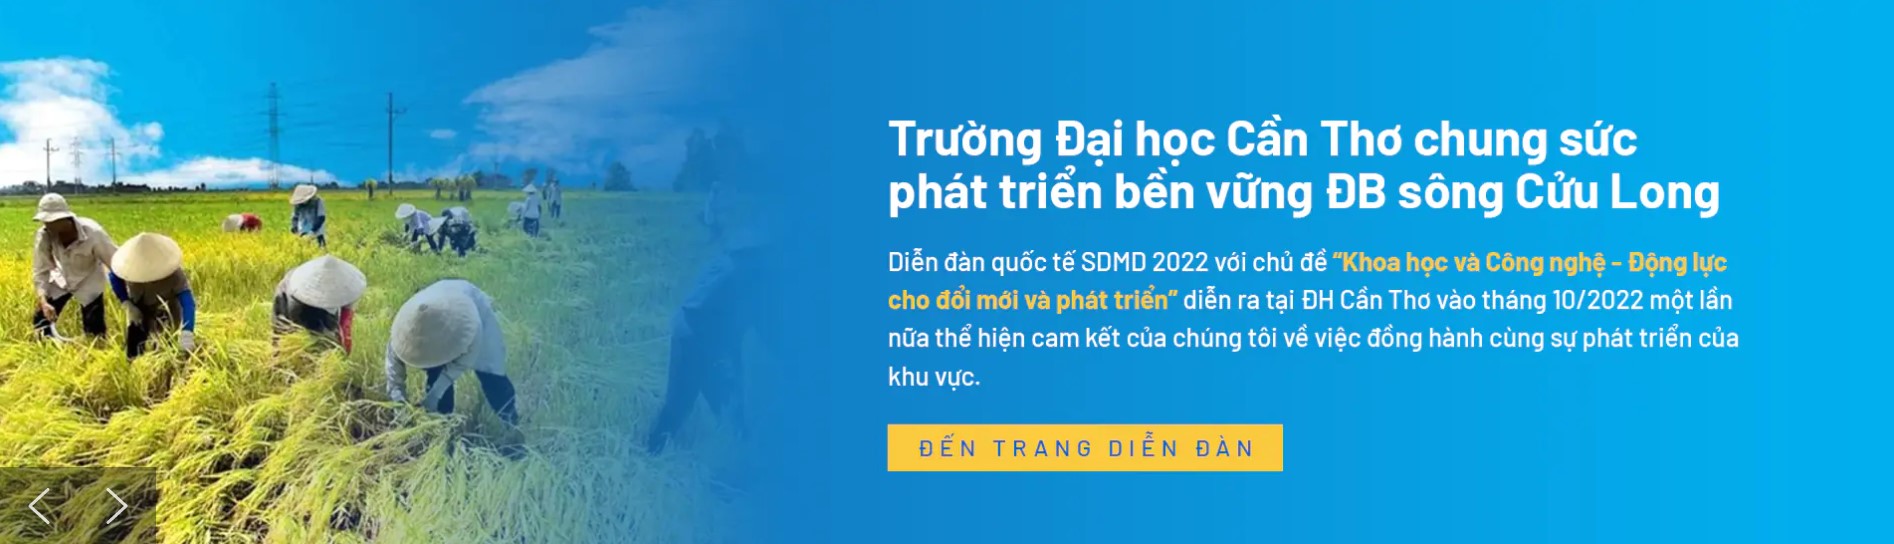 Trường Đại học Cần Thơ chung sức
phát triển bền vững ĐB sông Cửu Long
Diễn đàn quốc tế SDMD 2022 với chủ đề “Khoa học và Công nghệ - Động lực
cho đổi mới và phát triển” diễn ra tại ĐH Cần Thơ vào tháng 10/2022 một lần
nữa thể hiện cam kết của chúng tôi về việc đồng hành cùng sự phát triển của
khu vực.
ĐẾN TRANG DIỄN ĐÀN